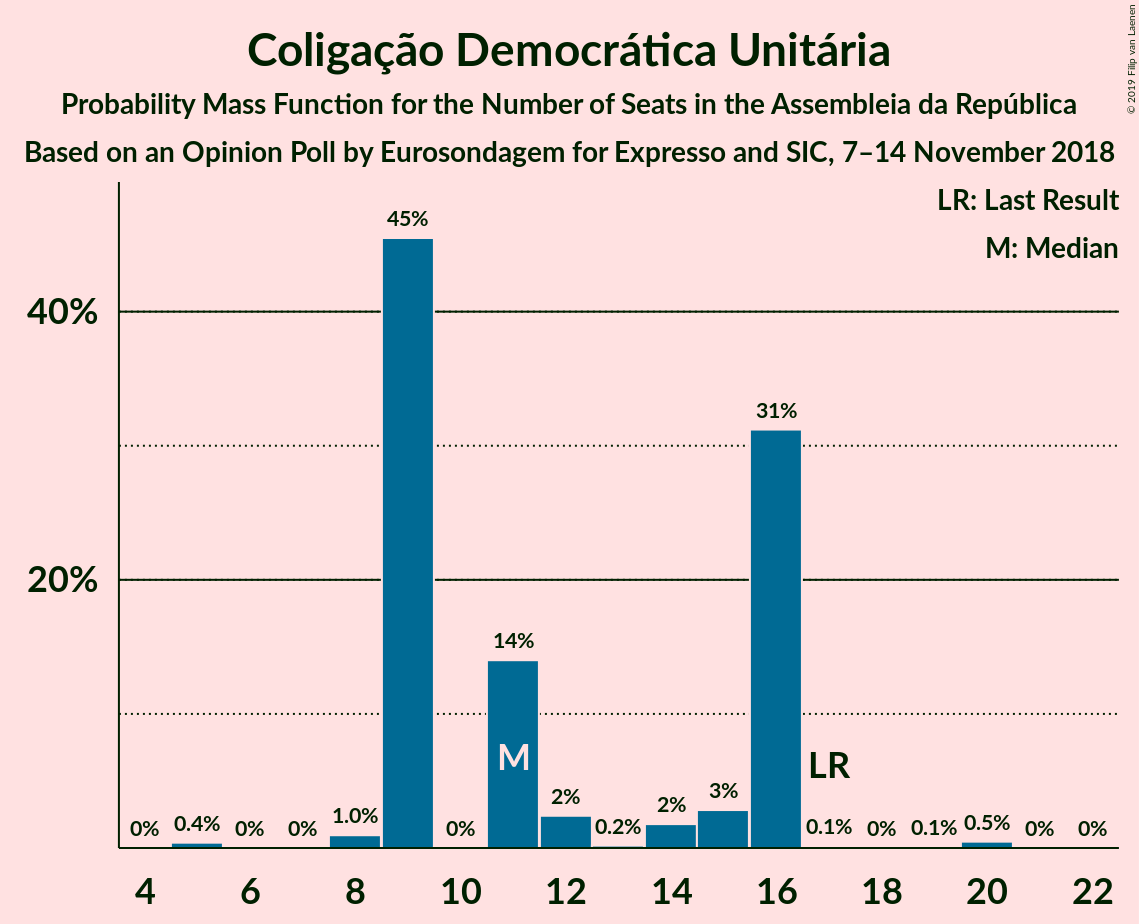 Coligação Democrática Unitária
Probability Mass Function for the Number of Seats in the Assembleia da República
Based on an Opinion Poll by Eurosondagem for Expresso and SIC, 7–14 November 2018
© 2019 Filip van Laenen
LR: Last Result
M: Median
40%
20%
0%
0.4%
0%
0%
1.0%
45%
0%
14%
2%
0.2%
2%
3%
31%
0.1%
0%
0.1%
0.5%
0%
0%
M
LR
4 6 8 10 12 14 16 18 20 22